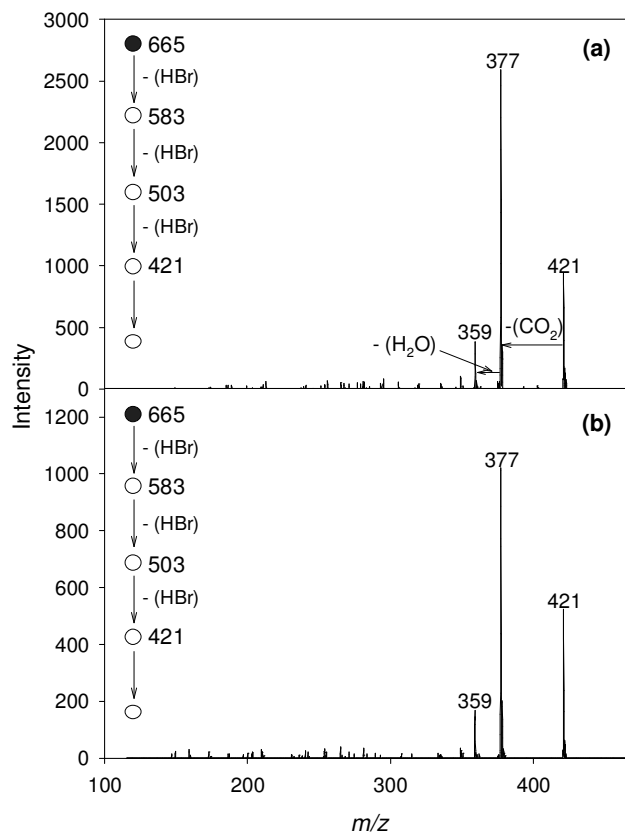 (a)
3000
2500
2000
1500
1000
500
0
665
- (HBr)
583
- (HBr)
503
- (HBr)
421
377
421
359
-(CO₂)
- (H₂O)
Intensity
(b)
1200
1000
800
600
400
200
0
665
- (HBr)
583
- (HBr)
503
- (HBr)
421
377
421
359
100 200 300 400
m/z